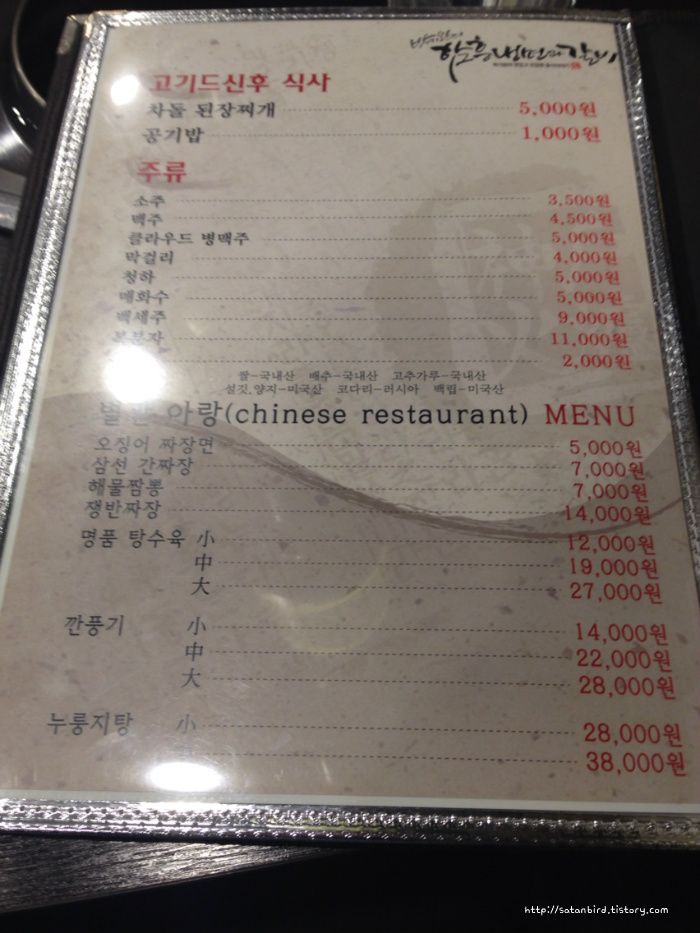 함흥냉면과 갈비
고기드신후 식사
차돌 된장찌개 5,000원
공기밥 1,000원
주류
소주 3,500원
맥주 4,500원
클라우드 병맥주 5,000원
막걸리 4,000원
청하 5,000원
매화수 5,000원
백세주 9,000원
복분자 11,000원
2,000원
쌀-국내산 배추-국내산 고추가루-국내산
설깃,양지-미국산 코다리-러시아 백립-미국산
아랑(chinese restaurant) MENU
오징어 짜장면 5,000원
삼선 간짜장 7,000원
해물짬뽕 7,000원
쟁반짜장 14,000원
명품 탕수육 小 12,000원
中 19,000원
大 27,000원
깐풍기 小 14,000원
中 22,000원
大 28,000원
누룽지탕 小 28,000원
38,000원
http://satanbird.tistory.com